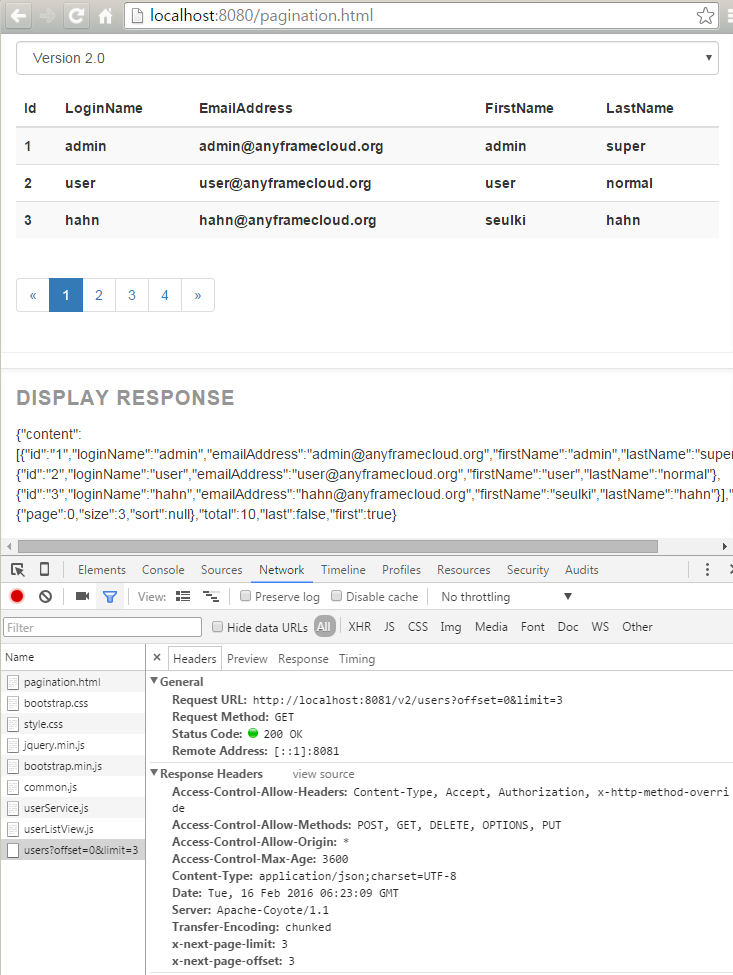 localhost:8080/pagination.html
Version 2.0
Id LoginName EmailAddress FirstName LastName
1 admin admin@anyframecloud.org admin super
2 user user@anyframecloud.org user normal
3 hahn hahn@anyframecloud.org seulki hahn
« 1 2 3 4 »
DISPLAY RESPONSE
{"content":
[{"id":"1","loginName":"admin","emailAddress":"admin@anyframecloud.org","firstName":"admin","lastName":"super
{"id":"2","loginName":"user","emailAddress":"user@anyframecloud.org","firstName":"user","lastName":"normal"},
{"id":"3","loginName":"hahn","emailAddress":"hahn@anyframecloud.org","firstName":"seulki","lastName":"hahn"}],"
{"page":0,"size":3,"sort":null},"total":10,"last":false,"first":true}
Elements Console Sources Network Timeline Profiles Resources Security Audits
View: Preserve log Disable cache No throttling
Filter Hide data URLs All XHR JS CSS Img Media Font Doc WS Other
Name
pagination.html
bootstrap.css
style.css
jquery.min.js
bootstrap.min.js
common.js
userService.js
userListView.js
users?offset=0&limit=3
× Headers Preview Response Timing
General
Request URL: http://localhost:8081/v2/users?offset=0&limit=3
Request Method: GET
Status Code: 200 OK
Remote Address: [::1]:8081
Response Headers view source
Access-Control-Allow-Headers: Content-Type, Accept, Authorization, x-http-method-overri
de
Access-Control-Allow-Methods: POST, GET, DELETE, OPTIONS, PUT
Access-Control-Allow-Origin: *
Access-Control-Max-Age: 3600
Content-Type: application/json;charset=UTF-8
Date: Tue, 16 Feb 2016 06:23:09 GMT
Server: Apache-Coyote/1.1
Transfer-Encoding: chunked
x-next-page-limit: 3
x-next-page-offset: 3